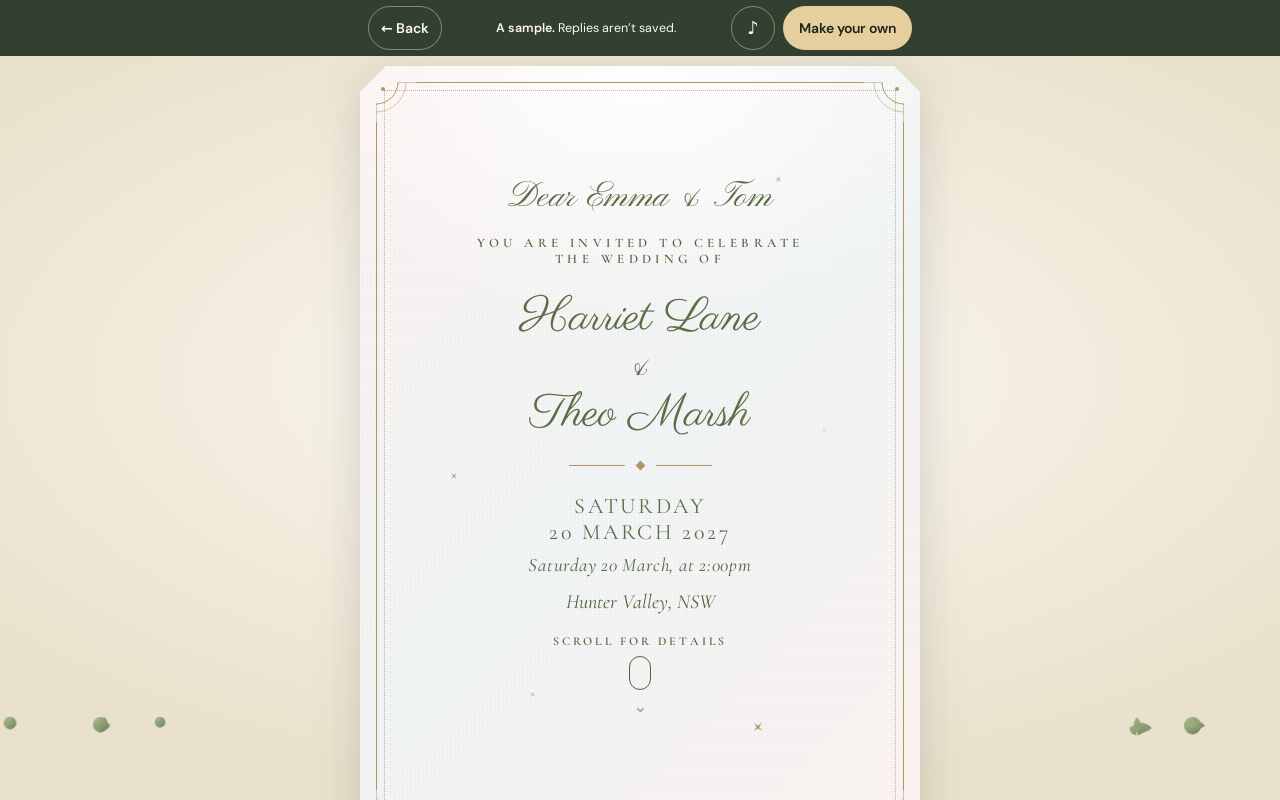 ← Back
A sample. Replies aren’t saved.
♪
Make your own
Dear Emma & Tom
YOU ARE INVITED TO CELEBRATE
THE WEDDING OF
Harriet Lane
&
Theo Marsh
SATURDAY
20 MARCH 2027
Saturday 20 March, at 2:00pm
Hunter Valley, NSW
SCROLL FOR DETAILS